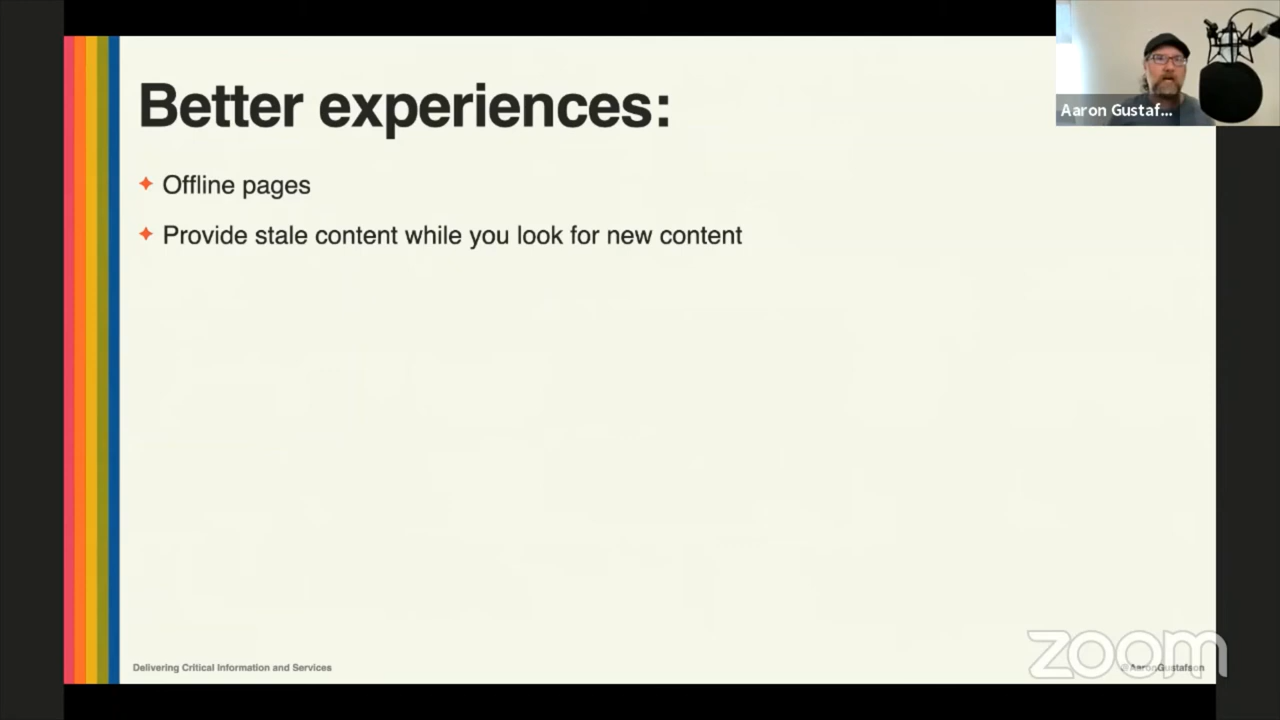 Better experiences:
Aaron Gustaf...
Offline pages
Provide stale content while you look for new content
Delivering Critical Information and Services
@AaronGustafson
zoom